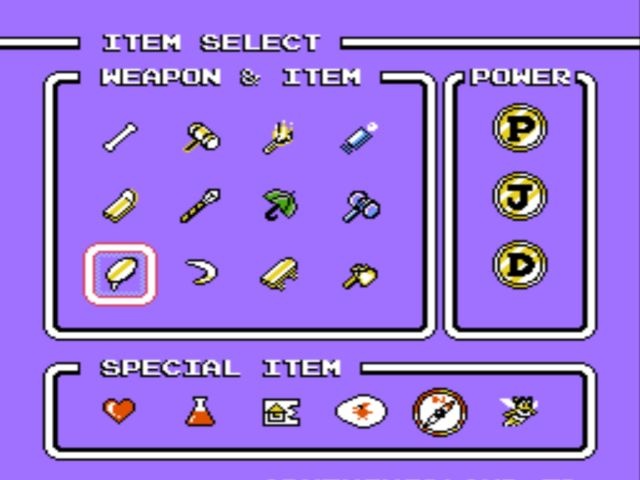 ITEM SELECT
WEAPON & ITEM
POWER
P
J
D
SPECIAL ITEM
N